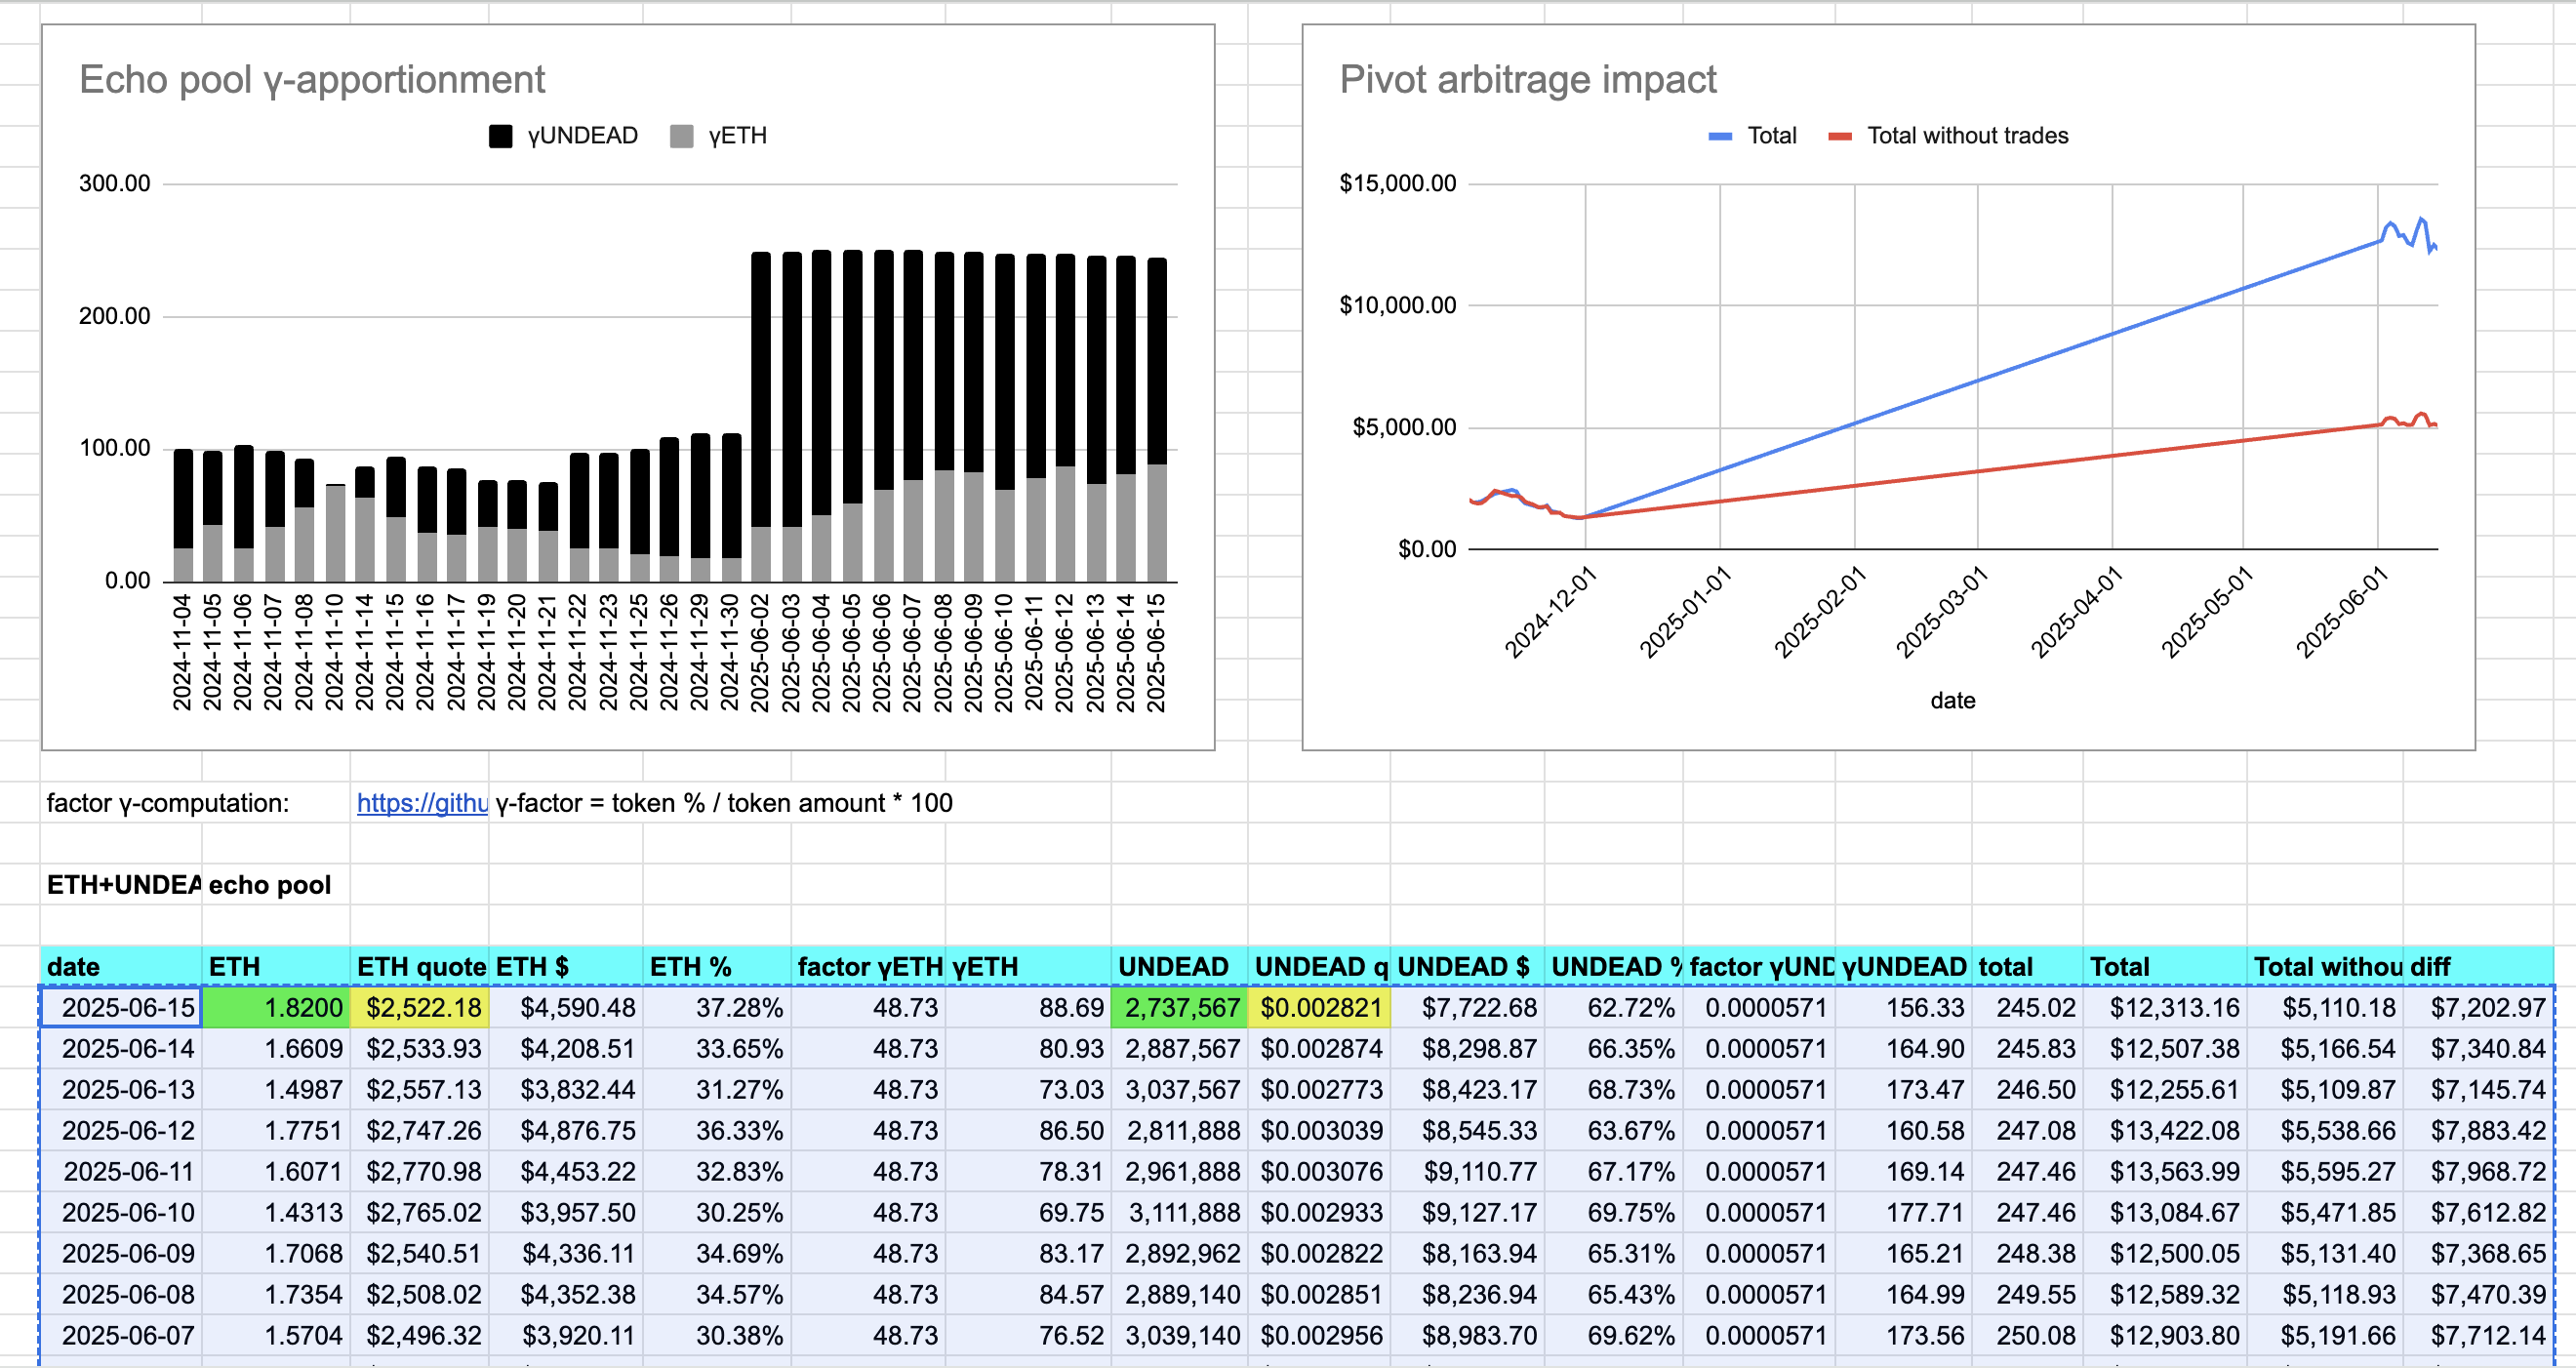 Echo pool γ-apportionment
γUNDEAD γETH
300.00
200.00
100.00
0.00
2024-11-04 2024-11-05 2024-11-06 2024-11-07 2024-11-08 2024-11-10 2024-11-14 2024-11-15 2024-11-16 2024-11-17 2024-11-19 2024-11-20 2024-11-21 2024-11-22 2024-11-23 2024-11-25 2024-11-26 2024-11-29 2024-11-30 2025-06-02 2025-06-03 2025-06-04 2025-06-05 2025-06-06 2025-06-07 2025-06-08 2025-06-09 2025-06-10 2025-06-11 2025-06-12 2025-06-13 2025-06-14 2025-06-15
Pivot arbitrage impact
Total Total without trades
$15,000.00
$10,000.00
$5,000.00
$0.00
2024-12-01 2025-01-01 2025-02-01 2025-03-01 2025-04-01 2025-05-01 2025-06-01
date
factor γ-computation: https://githu γ-factor = token % / token amount * 100
ETH+UNDEA echo pool
date ETH ETH quote ETH $ ETH % factor γETH γETH UNDEAD UNDEAD q UNDEAD $ UNDEAD % factor γUND γUNDEAD total Total Total withou diff
2025-06-15 1.8200 $2,522.18 $4,590.48 37.28% 48.73 88.69 2,737,567 $0.002821 $7,722.68 62.72% 0.0000571 156.33 245.02 $12,313.16 $5,110.18 $7,202.97
2025-06-14 1.6609 $2,533.93 $4,208.51 33.65% 48.73 80.93 2,887,567 $0.002874 $8,298.87 66.35% 0.0000571 164.90 245.83 $12,507.38 $5,166.54 $7,340.84
2025-06-13 1.4987 $2,557.13 $3,832.44 31.27% 48.73 73.03 3,037,567 $0.002773 $8,423.17 68.73% 0.0000571 173.47 246.50 $12,255.61 $5,109.87 $7,145.74
2025-06-12 1.7751 $2,747.26 $4,876.75 36.33% 48.73 86.50 2,811,888 $0.003039 $8,545.33 63.67% 0.0000571 160.58 247.08 $13,422.08 $5,538.66 $7,883.42
2025-06-11 1.6071 $2,770.98 $4,453.22 32.83% 48.73 78.31 2,961,888 $0.003076 $9,110.77 67.17% 0.0000571 169.14 247.46 $13,563.99 $5,595.27 $7,968.72
2025-06-10 1.4313 $2,765.02 $3,957.50 30.25% 48.73 69.75 3,111,888 $0.002933 $9,127.17 69.75% 0.0000571 177.71 247.46 $13,084.67 $5,471.85 $7,612.82
2025-06-09 1.7068 $2,540.51 $4,336.11 34.69% 48.73 83.17 2,892,962 $0.002822 $8,163.94 65.31% 0.0000571 165.21 248.38 $12,500.05 $5,131.40 $7,368.65
2025-06-08 1.7354 $2,508.02 $4,352.38 34.57% 48.73 84.57 2,889,140 $0.002851 $8,236.94 65.43% 0.0000571 164.99 249.55 $12,589.32 $5,118.93 $7,470.39
2025-06-07 1.5704 $2,496.32 $3,920.11 30.38% 48.73 76.52 3,039,140 $0.002956 $8,983.70 69.62% 0.0000571 173.56 250.08 $12,903.80 $5,191.66 $7,712.14